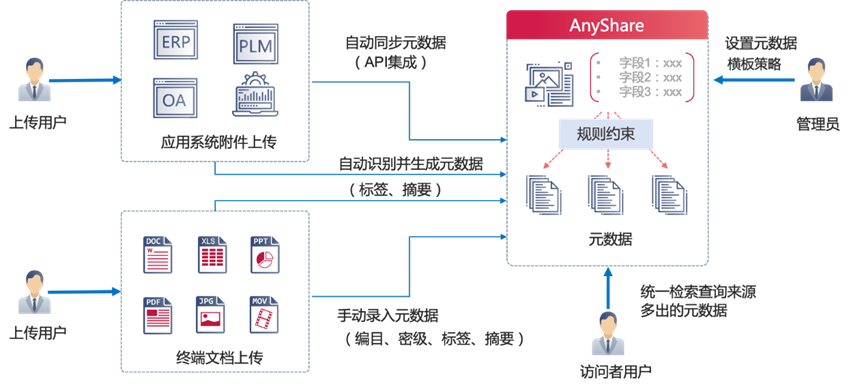 上传用户
ERP
PLM
OA
应用系统附件上传
自动同步元数据
（API集成）
自动识别并生成元数据
（标签、摘要）
上传用户
DOC
W
XLS
PPT
PDF
JPG
MOV
终端文档上传
手动录入元数据
（编目、密级、标签、摘要）
AnyShare
• 字段1：xxx
• 字段2：xxx
• 字段3：xxx
规则约束
元数据
设置元数据
横板策略
管理员
统一检索查询来源
多出的元数据
访问者用户